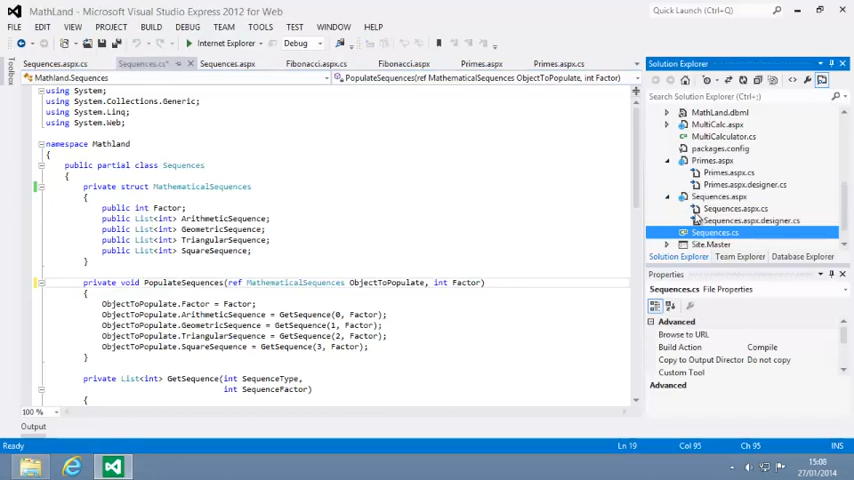 MathLand - Microsoft Visual Studio Express 2012 for Web
Quick Launch (Ctrl+Q)
FILE EDIT VIEW PROJECT BUILD DEBUG TEAM TOOLS TEST WINDOW HELP
Internet Explorer Debug
Sequences.aspx.cs Sequences.cs* Sequences.aspx Fibonacci.aspx.cs Fibonacci.aspx Primes.aspx.cs Primes.aspx
Toolbox
Mathland.Sequences
PopulateSequences(ref MathematicalSequences ObjectToPopulate, int Factor)
using System;
using System.Collections.Generic;
using System.Linq;
using System.Web;
namespace Mathland
{
public partial class Sequences
{
private struct MathematicalSequences
{
public int Factor;
public List<int> ArithmeticSequence;
public List<int> GeometricSequence;
public List<int> TriangularSequence;
public List<int> SquareSequence;
}
private void PopulateSequences(ref MathematicalSequences ObjectToPopulate, int Factor)
{
ObjectToPopulate.Factor = Factor;
ObjectToPopulate.ArithmeticSequence = GetSequence(0, Factor);
ObjectToPopulate.GeometricSequence = GetSequence(1, Factor);
ObjectToPopulate.TriangularSequence = GetSequence(2, Factor);
ObjectToPopulate.SquareSequence = GetSequence(3, Factor);
}
private List<int> GetSequence(int SequenceType,
int SequenceFactor)
{
100 %
Output
Solution Explorer
Search Solution Explorer (Ctrl+;)
MathLand.dbml
MultiCalc.aspx
MultiCalculator.cs
packages.config
Primes.aspx
Primes.aspx.cs
Primes.aspx.designer.cs
Sequences.aspx
Sequences.aspx.cs
Sequences.aspx.designer.cs
Sequences.cs
Site.Master
Solution Explorer Team Explorer Database Explorer
Properties
Sequences.cs File Properties
Advanced
Browse to URL
Build Action Compile
Copy to Output Director Do not copy
Custom Tool
Advanced
Ready Ln 19 Col 95 Ch 95 INS
15:08
27/01/2014